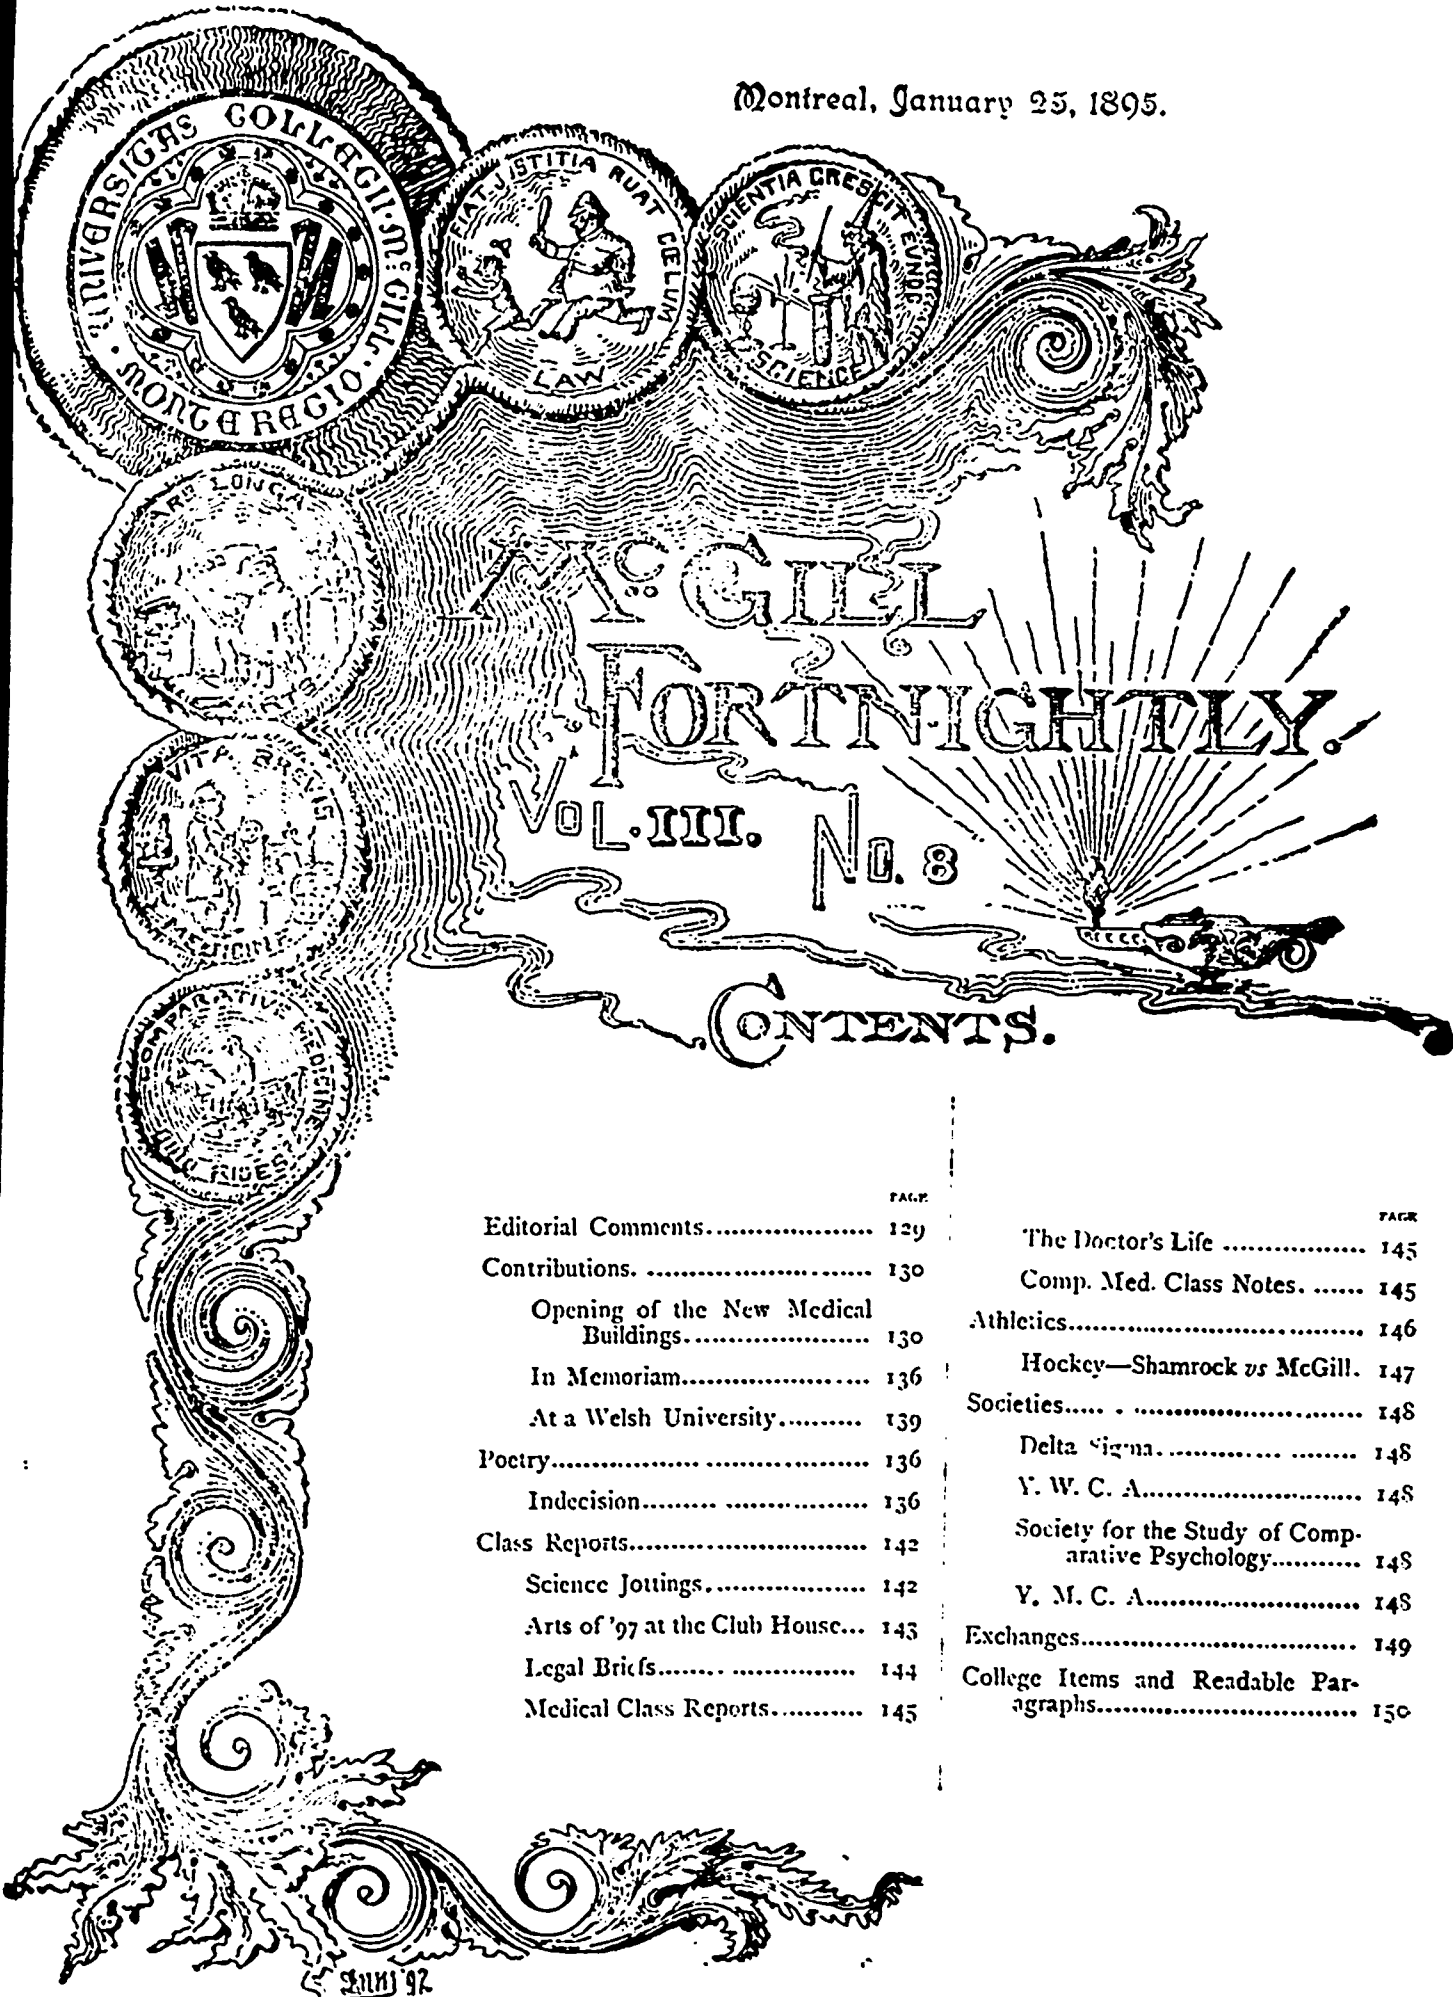 Montreal, January 25, 1895.
UNIVERSITAS COLLEGII · McGILL · MONTE REGIO ·
FIAT JUSTITIA RUAT CŒLUM
LAW
SCIENTIA CRESCIT EUNDO
SCIENCE
ARS LONGA
ARTS
VITA BREVIS
MEDICINE
COMPARATIVE MEDICINE
McGILL
FORTNIGHTLY.
VOL. III. NO. 8
CONTENTS.
PAGE
Editorial Comments.................... 129
Contributions. ........................... 130
Opening of the New Medical
Buildings....................... 130
In Memoriam....................... 136
At a Welsh University.......... 139
Poetry...................................... 136
Indecision........................... 136
Class Reports............................. 142
Science Jottings................... 142
Arts of '97 at the Club House... 143
Legal Briefs........................ 144
Medical Class Reports........... 145
PAGE
The Doctor's Life ................. 145
Comp. Med. Class Notes. ...... 145
Athletics.................................... 146
Hockey—Shamrock vs McGill. 147
Societies.................................... 148
Delta Sigma. ....................... 148
Y. W. C. A........................... 148
Society for the Study of Comp-
arative Psychology........... 148
Y. M. C. A.......................... 148
Exchanges................................. 149
College Items and Readable Par-
agraphs................................ 150
'92